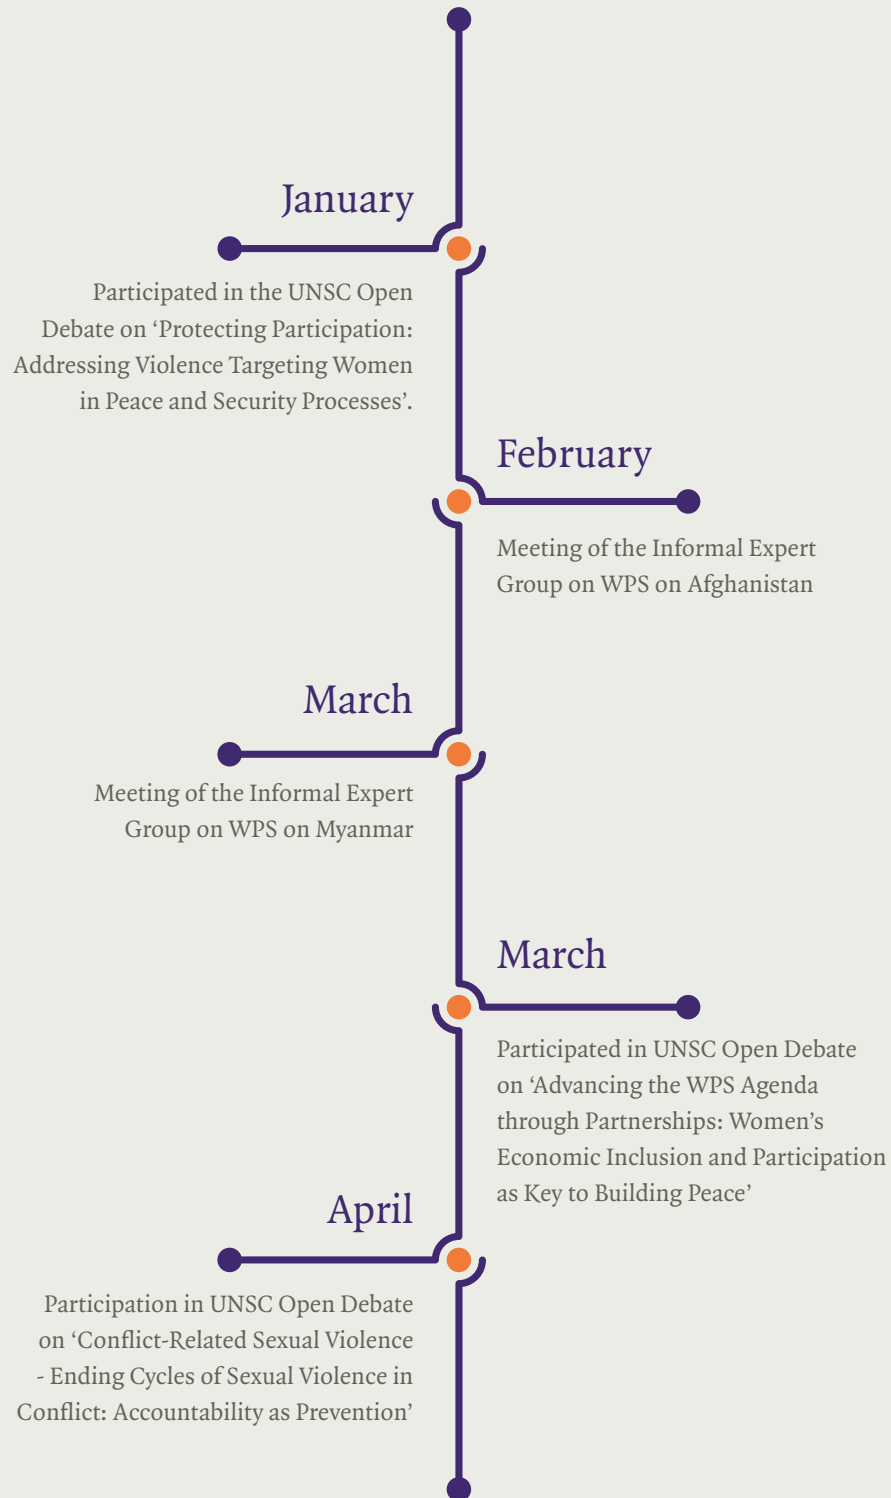 January
Participated in the UNSC Open
Debate on ‘Protecting Participation:
Addressing Violence Targeting Women
in Peace and Security Processes’.
February
Meeting of the Informal Expert
Group on WPS on Afghanistan
March
Meeting of the Informal Expert
Group on WPS on Myanmar
March
Participated in UNSC Open Debate
on ‘Advancing the WPS Agenda
through Partnerships: Women’s
Economic Inclusion and Participation
as Key to Building Peace’
April
Participation in UNSC Open Debate
on ‘Conflict-Related Sexual Violence
- Ending Cycles of Sexual Violence in
Conflict: Accountability as Prevention’